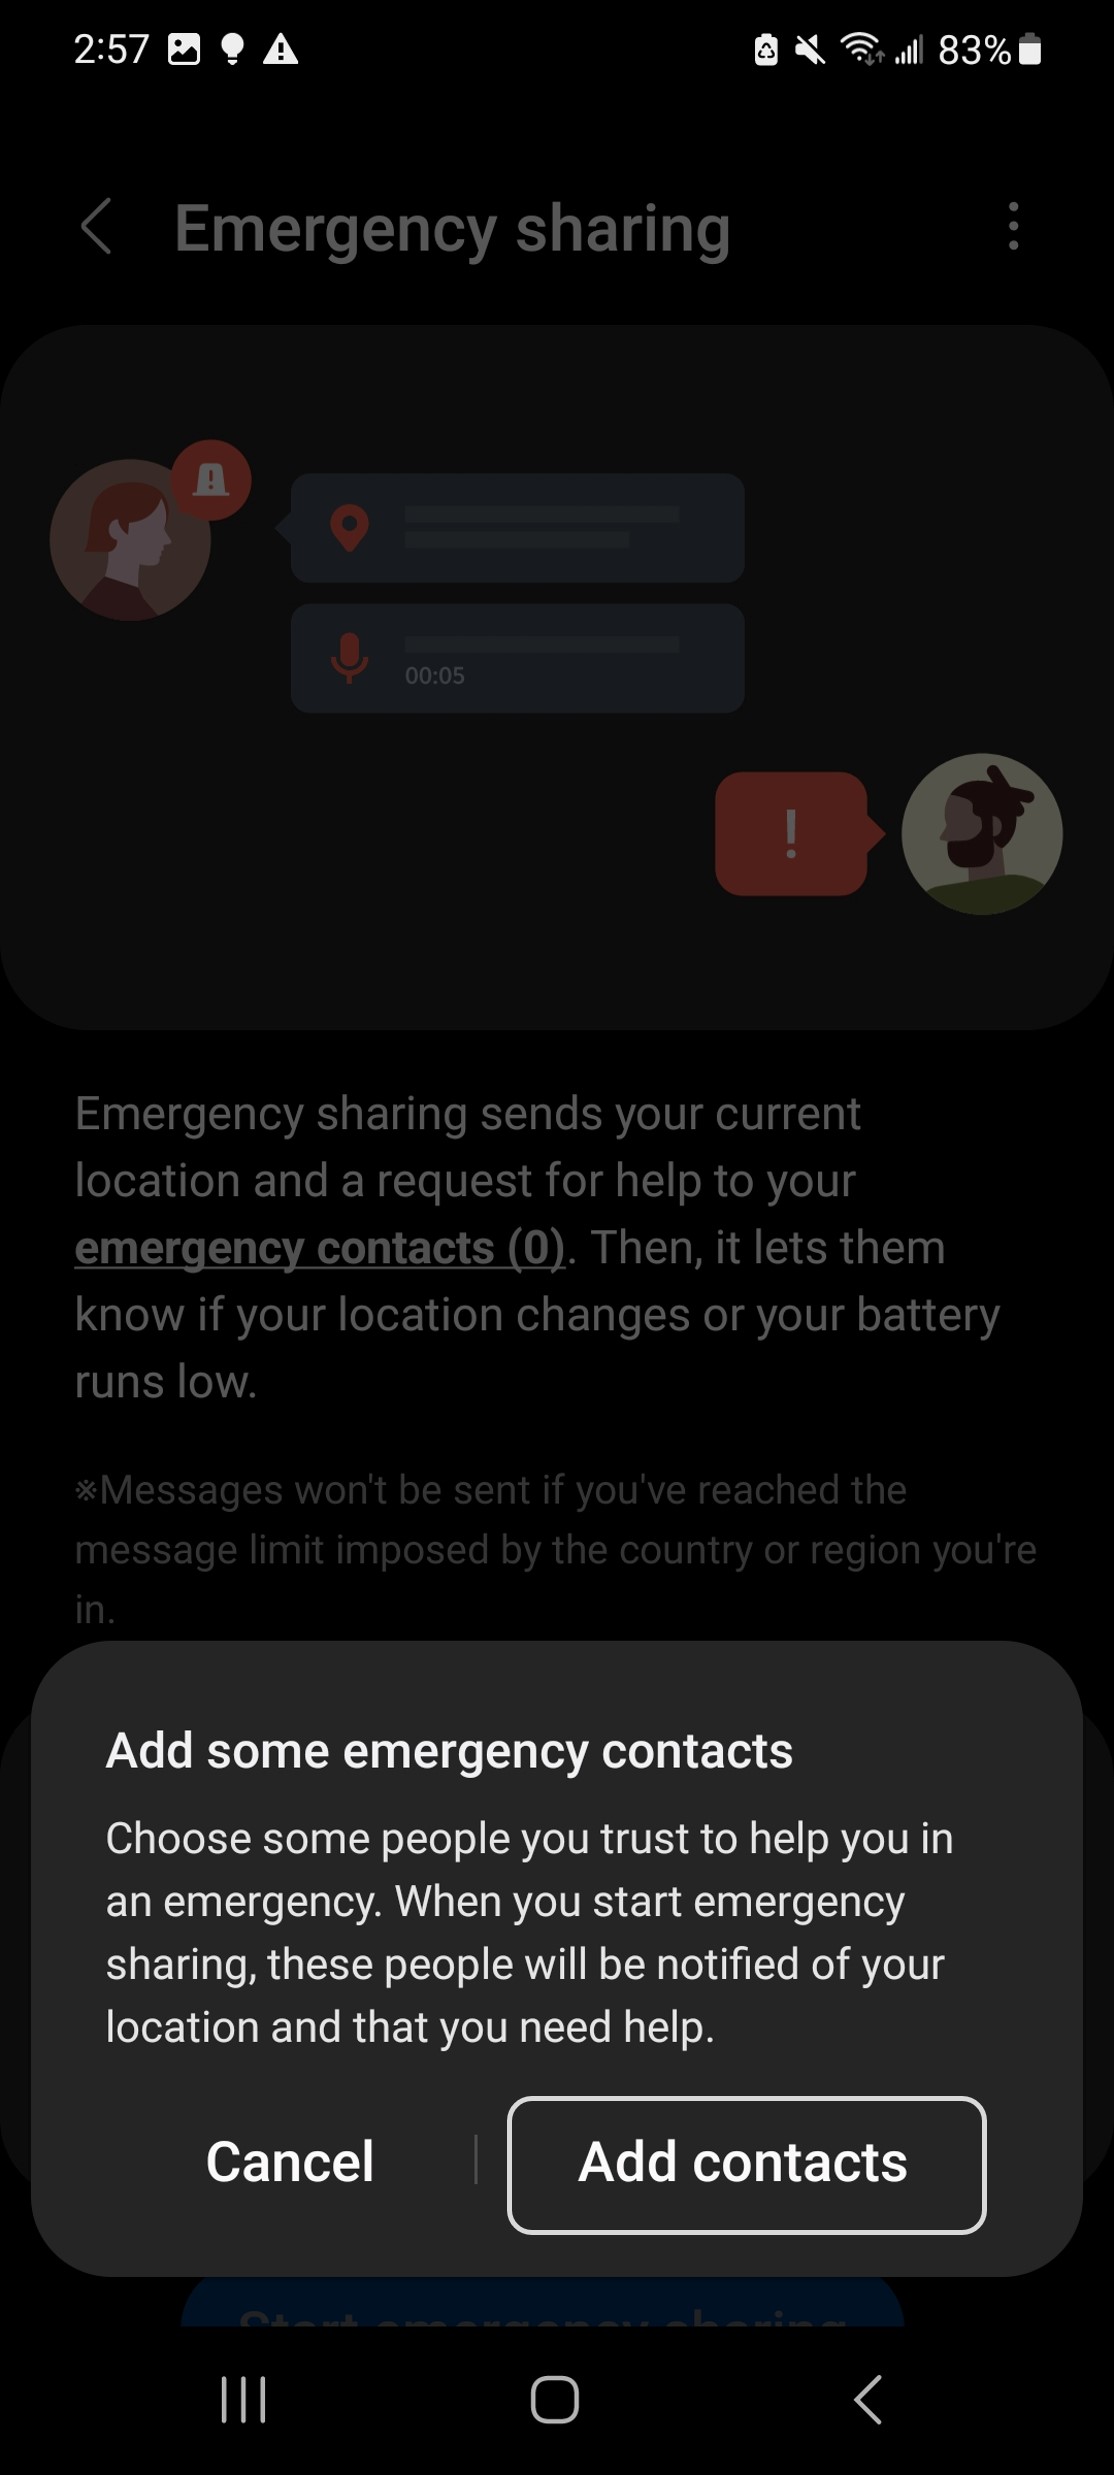 2:57
83%
Emergency sharing
00:05
!
Emergency sharing sends your current
location and a request for help to your
emergency contacts (0). Then, it lets them
know if your location changes or your battery
runs low.
※Messages won't be sent if you've reached the
message limit imposed by the country or region you're
in.
Add some emergency contacts
Choose some people you trust to help you in
an emergency. When you start emergency
sharing, these people will be notified of your
location and that you need help.
Cancel
Add contacts
Start emergency sharing